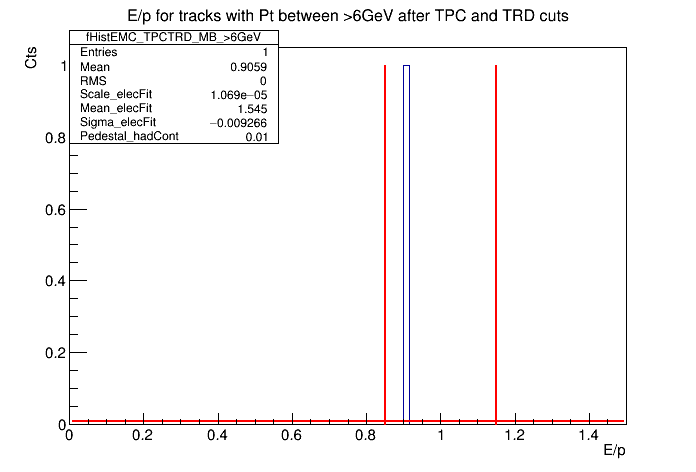 E/p for tracks with Pt between >6GeV after TPC and TRD cuts
fHistEMC_TPCTRD_MB_>6GeV
Entries 1
Mean 0.9059
RMS 0
Scale_elecFit 1.069e−05
Mean_elecFit 1.545
Sigma_elecFit −0.009266
Pedestal_hadCont 0.01
Cts
1
0.8
0.6
0.4
0.2
0
0 0.2 0.4 0.6 0.8 1 1.2 1.4
E/p